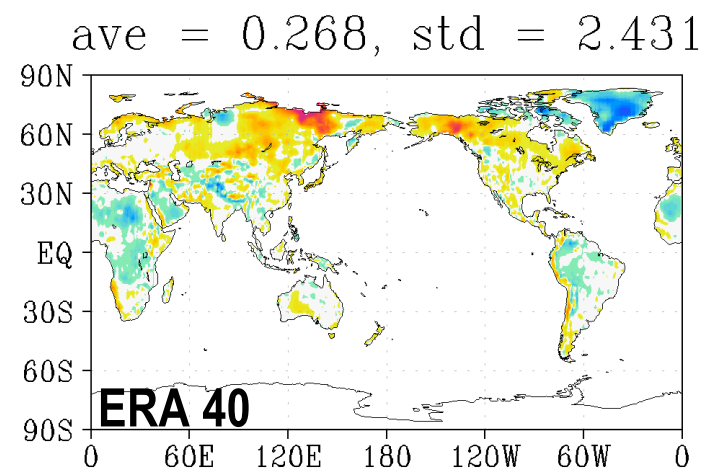 ave = 0.268, std = 2.431
90N
60N
30N
EQ
30S
60S
90S
ERA 40
0 60E 120E 180 120W 60W 0